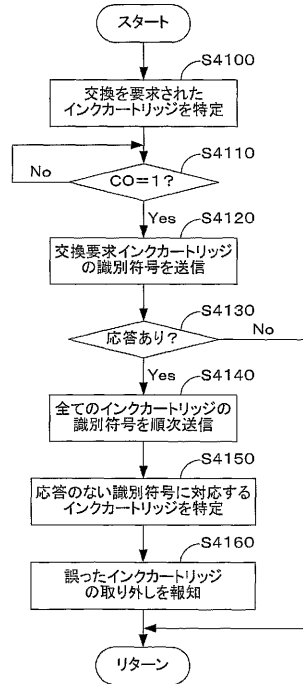 スタート
S4100
交換を要求された
インクカートリッジを特定
S4110
CO=1?
No
Yes
S4120
交換要求インクカートリッジ
の識別符号を送信
S4130
応答あり?
No
Yes
S4140
全てのインクカートリッジの
識別符号を順次送信
S4150
応答のない識別符号に対応する
インクカートリッジを特定
S4160
誤ったインクカートリッジ
の取り外しを報知
リターン